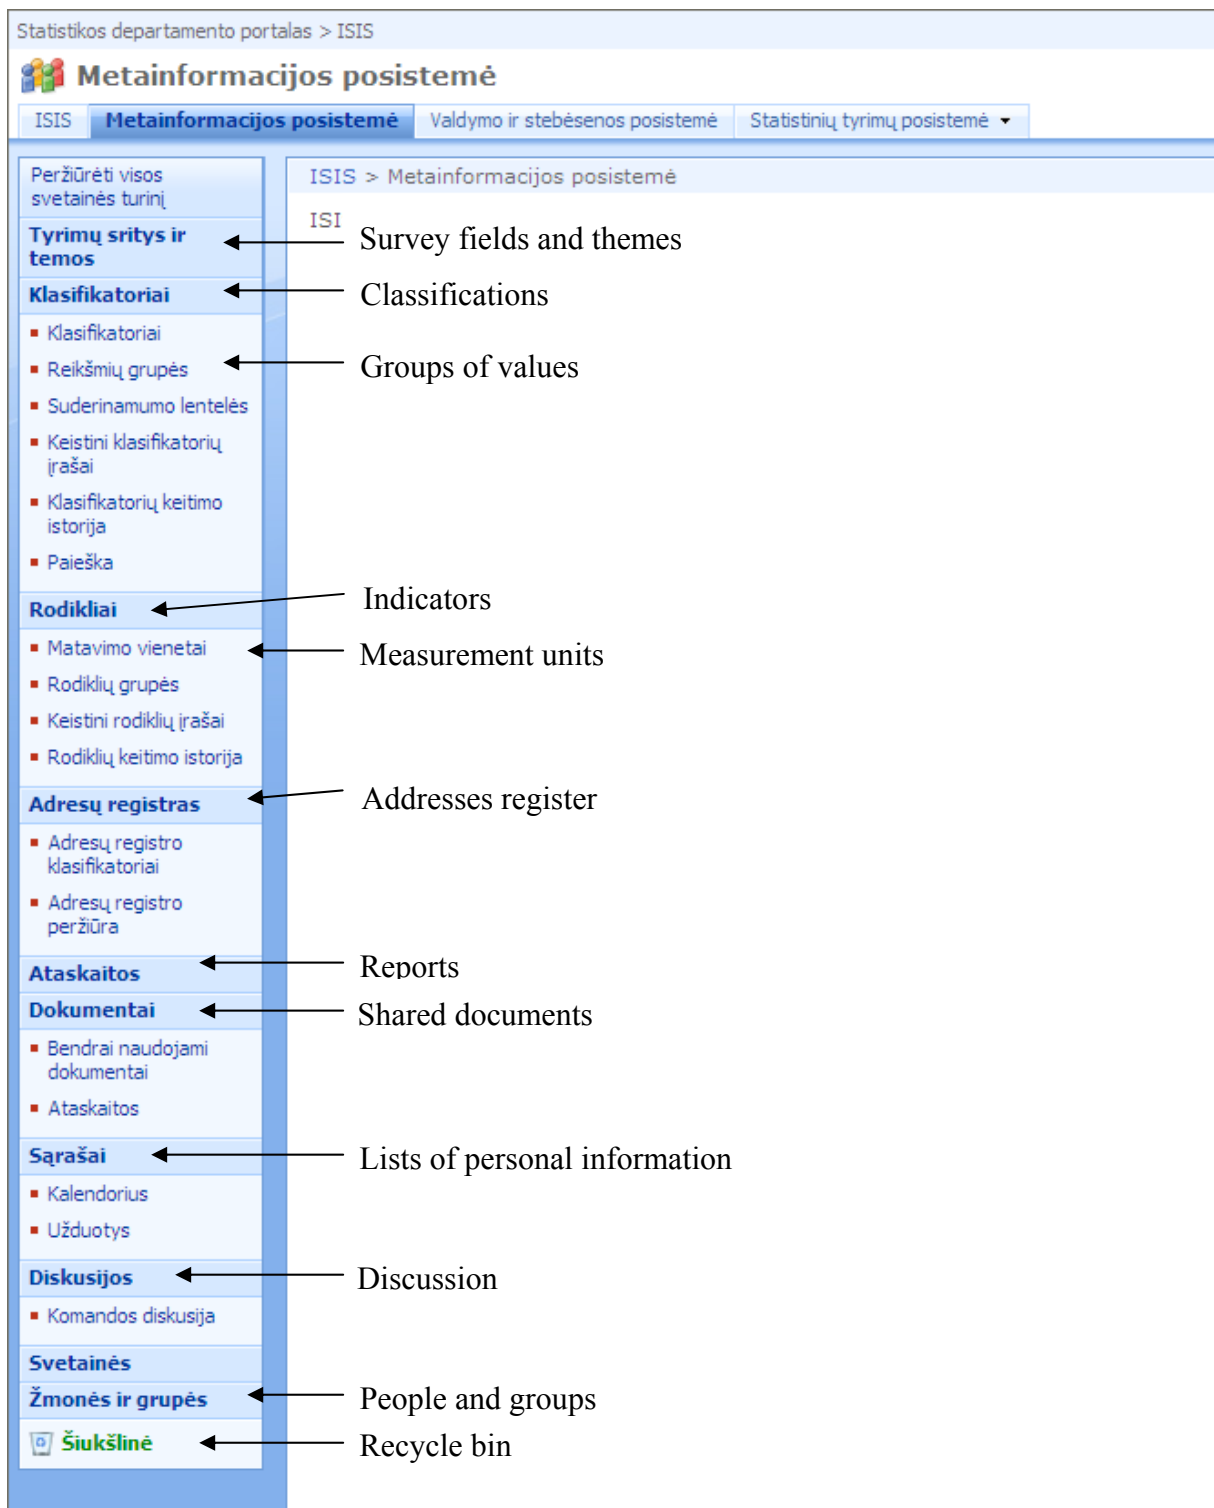 Statistikos departamento portalas > ISIS
Metainformacijos posistemė
ISIS Metainformacijos posistemė Valdymo ir stebėsenos posistemė Statistinių tyrimų posistemė
Peržiūrėti visos
svetainės turinį
ISIS > Metainformacijos posistemė
ISI
Tyrimų sritys ir
temos
Survey fields and themes
Klasifikatoriai
Classifications
Klasifikatoriai
Reikšmių grupės
Groups of values
Suderinamumo lentelės
Keistini klasifikatorių
įrašai
Klasifikatorių keitimo
istorija
Paieška
Rodikliai
Indicators
Matavimo vienetai
Measurement units
Rodiklių grupės
Keistini rodiklių įrašai
Rodiklių keitimo istorija
Adresų registras
Addresses register
Adresų registro
klasifikatoriai
Adresų registro
peržiūra
Ataskaitos
Reports
Dokumentai
Shared documents
Bendrai naudojami
dokumentai
Ataskaitos
Sąrašai
Lists of personal information
Kalendorius
Užduotys
Diskusijos
Discussion
Komandos diskusija
Svetainės
Žmonės ir grupės
People and groups
Šiukšlinė
Recycle bin